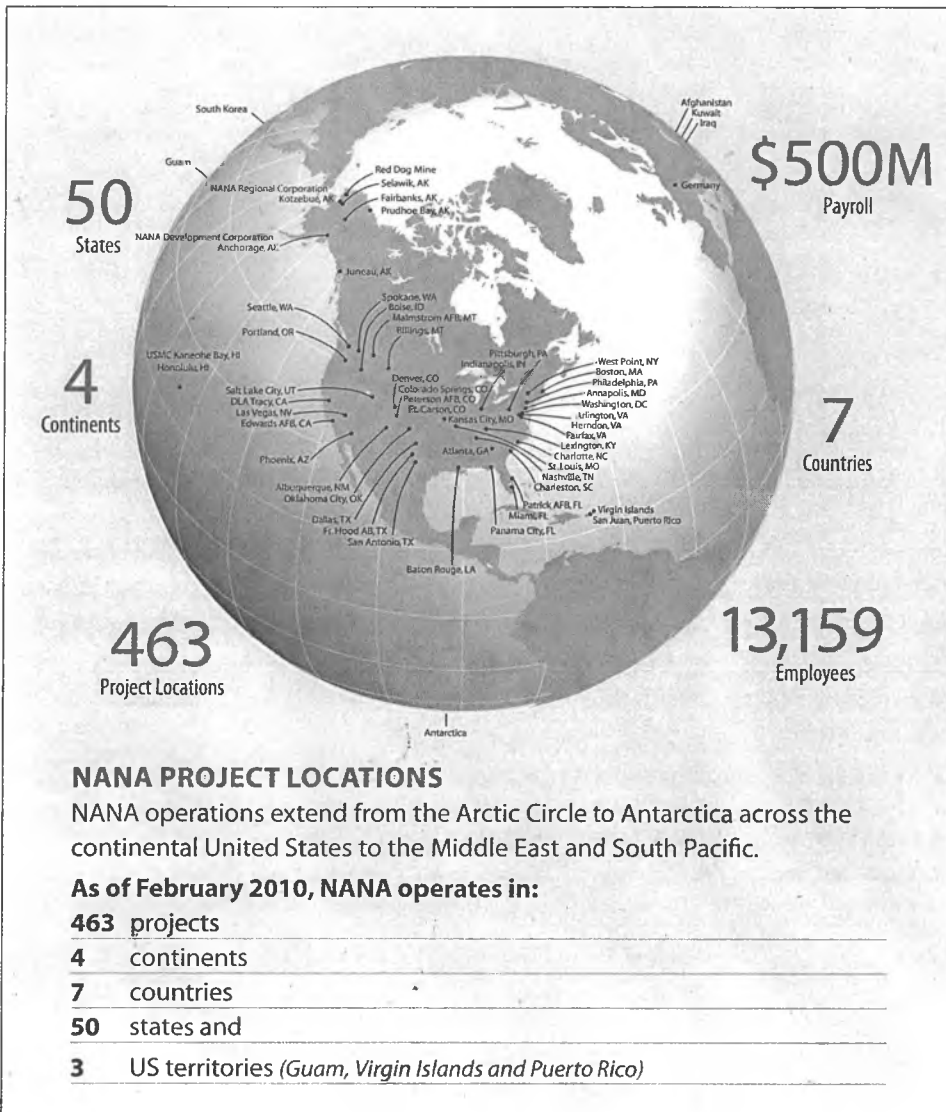 South Korea
Afghanistan
Kuwait
Iraq
Guam
Red Dog Mine
Selawik, AK
NANA Regional Corporation
Kotzebue, AK
Fairbanks, AK
Prudhoe Bay, AK
Germany
$500M
Payroll
50
States
NANA Development Corporation
Anchorage, AK
Juneau, AK
Spokane, WA
Boise, ID
Malmstrom AFB, MT
Billings, MT
Seattle, WA
Portland, OR
USMC Kaneohe Bay, HI
Honolulu, HI
4
Continents
Pittsburgh, PA
Indianapolis, IN
West Point, NY
Boston, MA
Philadelphia, PA
Annapolis, MD
Washington, DC
Arlington, VA
Herndon, VA
Fairfax, VA
Lexington, KY
Charlotte, NC
St. Louis, MO
Nashville, TN
Charleston, SC
Denver, CO
Colorado Springs, CO
Peterson AFB, CO
Ft. Carson, CO
Kansas City, MO
Salt Lake City, UT
DLA Tracy, CA
Las Vegas, NV
Edwards AFB, CA
Phoenix, AZ
Atlanta, GA
7
Countries
Albuquerque, NM
Oklahoma City, OK
Dallas, TX
Ft. Hood AB, TX
San Antonio, TX
Baton Rouge, LA
Patrick AFB, FL
Miami, FL
Panama City, FL
Virgin Islands
San Juan, Puerto Rico
463
Project Locations
13,159
Employees
Antarctica
NANA PROJECT LOCATIONS
NANA operations extend from the Arctic Circle to Antarctica across the
continental United States to the Middle East and South Pacific.
As of February 2010, NANA operates in:
463 projects
4 continents
7 countries
50 states and
3 US territories (Guam, Virgin Islands and Puerto Rico)